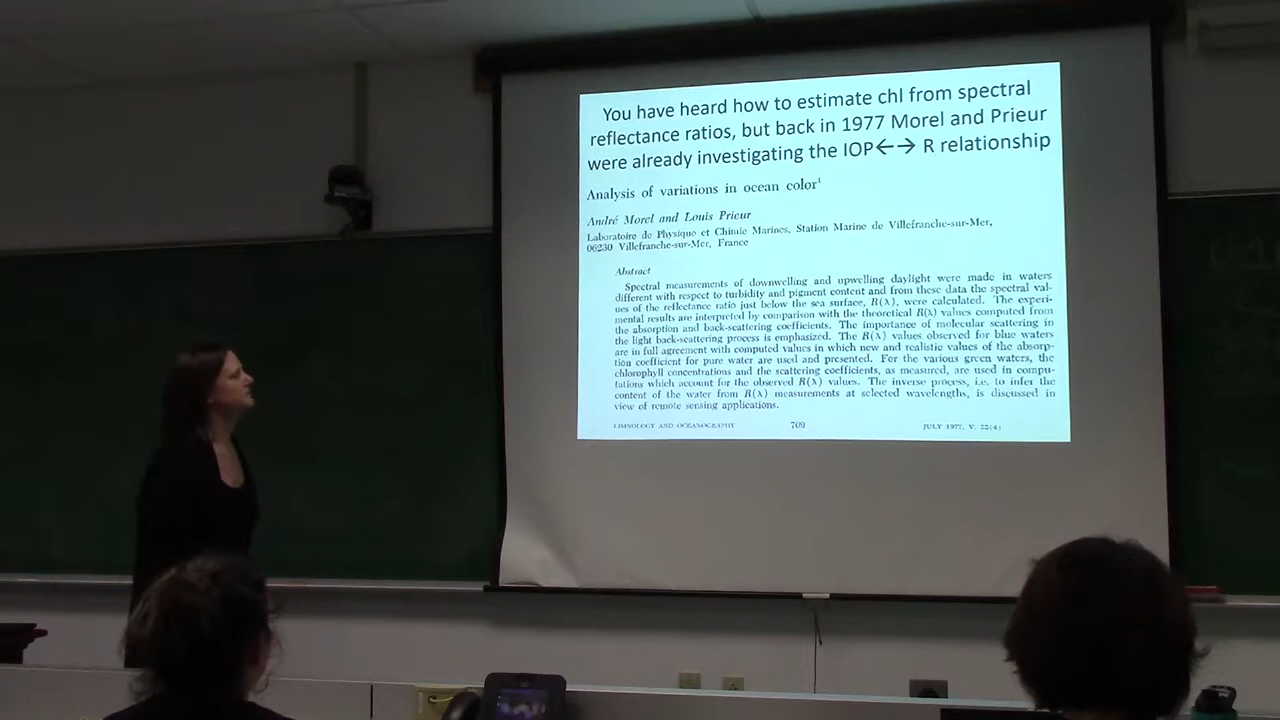 You have heard how to estimate chl from spectral
reflectance ratios, but back in 1977 Morel and Prieur
were already investigating the IOP←→ R relationship
Analysis of variations in ocean color¹
André Morel and Louis Prieur
Laboratoire de Physique et Chimie Marines, Station Marine de Villefranche-sur-Mer,
06230 Villefranche-sur-Mer, France
Abstract
Spectral measurements of downwelling and upwelling daylight were made in waters
different with respect to turbidity and pigment content and from these data the spectral val-
ues of the reflectance ratio just below the sea surface, R(λ), were calculated. The experi-
mental results are interpreted by comparison with the theoretical R(λ) values computed from
the absorption and back-scattering coefficients. The importance of molecular scattering in
the light back-scattering process is emphasized. The R(λ) values observed for blue waters
are in full agreement with computed values in which new and realistic values of the absorp-
tion coefficient for pure water are used and presented. For the various green waters, the
chlorophyll concentrations and the scattering coefficients, as measured, are used in compu-
tations which account for the observed R(λ) values. The inverse process, i.e. to infer the
content of the water from R(λ) measurements at selected wavelengths, is discussed in
view of remote sensing applications.
LIMNOLOGY AND OCEANOGRAPHY 709 JULY 1977, V. 22(4)